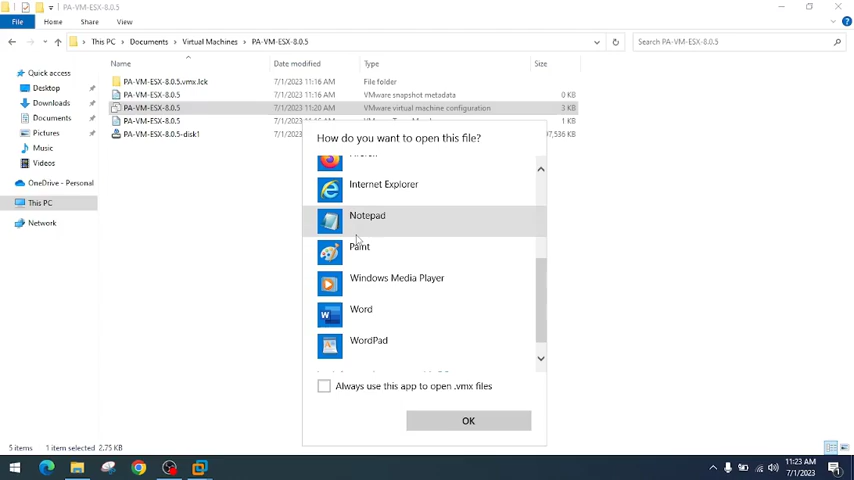 File Home Share View
This PC Documents Virtual Machines PA-VM-ESX-8.0.5
Search PA-VM-ESX-8.0.5
Name Date modified Type Size
Quick access
Desktop
Downloads
Documents
Pictures
Music
Videos
OneDrive - Personal
This PC
Network
PA-VM-ESX-8.0.5.vmx.lck 7/1/2023 11:16 AM File folder
PA-VM-ESX-8.0.5 7/1/2023 11:16 AM VMware snapshot metadata 0 KB
PA-VM-ESX-8.0.5 7/1/2023 11:20 AM VMware virtual machine configuration 3 KB
PA-VM-ESX-8.0.5 1 KB
PA-VM-ESX-8.0.5-disk1 7/1/2023 7,536 KB
How do you want to open this file?
Firefox
Internet Explorer
Notepad
Paint
Windows Media Player
Word
WordPad
Always use this app to open .vmx files
OK
5 items 1 item selected 2.75 KB
11:23 AM
7/1/2023